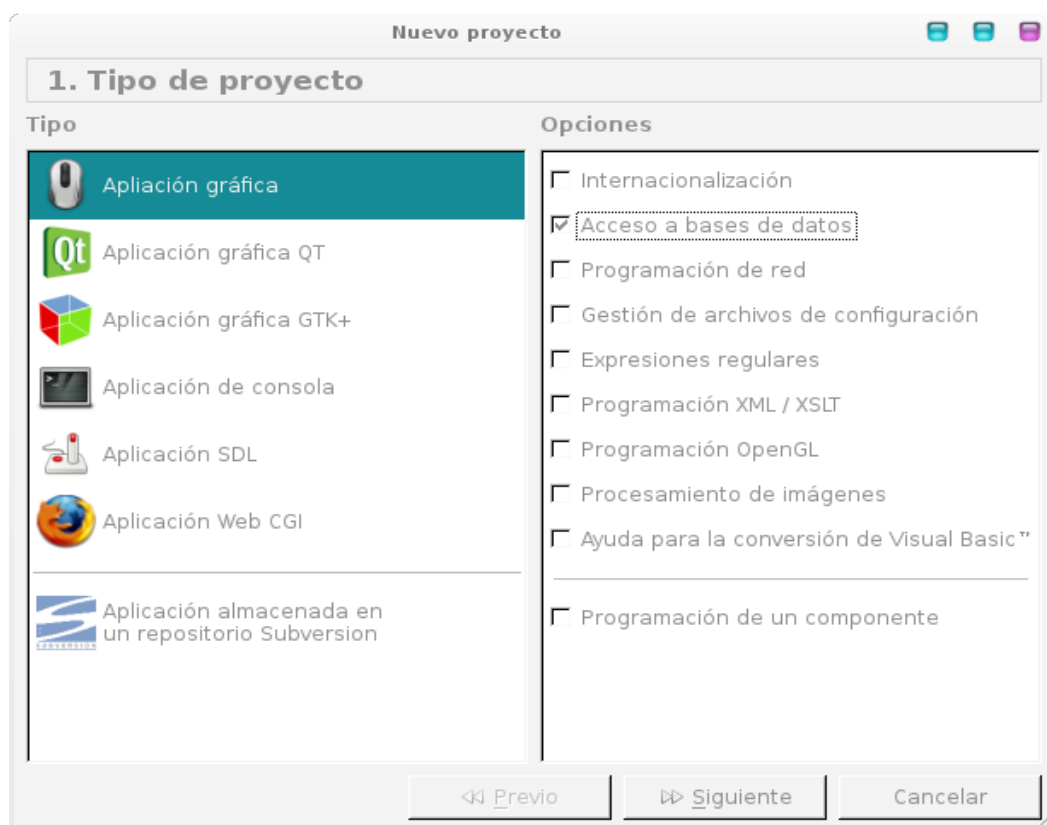 Nuevo proyecto
1. Tipo de proyecto
Tipo
Apliación gráfica
Qt
Aplicación gráfica QT
Aplicación gráfica GTK+
Aplicación de consola
Aplicación SDL
Aplicación Web CGI
SUBVERSION
Aplicación almacenada en
un repositorio Subversion
Opciones
Internacionalización
Acceso a bases de datos
Programación de red
Gestión de archivos de configuración
Expresiones regulares
Programación XML / XSLT
Programación OpenGL
Procesamiento de imágenes
Ayuda para la conversión de Visual Basic™
Programación de un componente
Previo
Siguiente
Cancelar